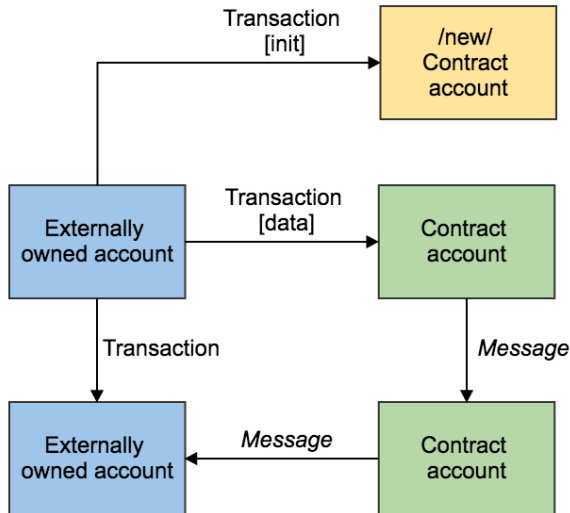 Transaction
[init]
/new/
Contract
account
Externally
owned account
Transaction
[data]
Contract
account
Transaction
Message
Externally
owned account
Message
Contract
account